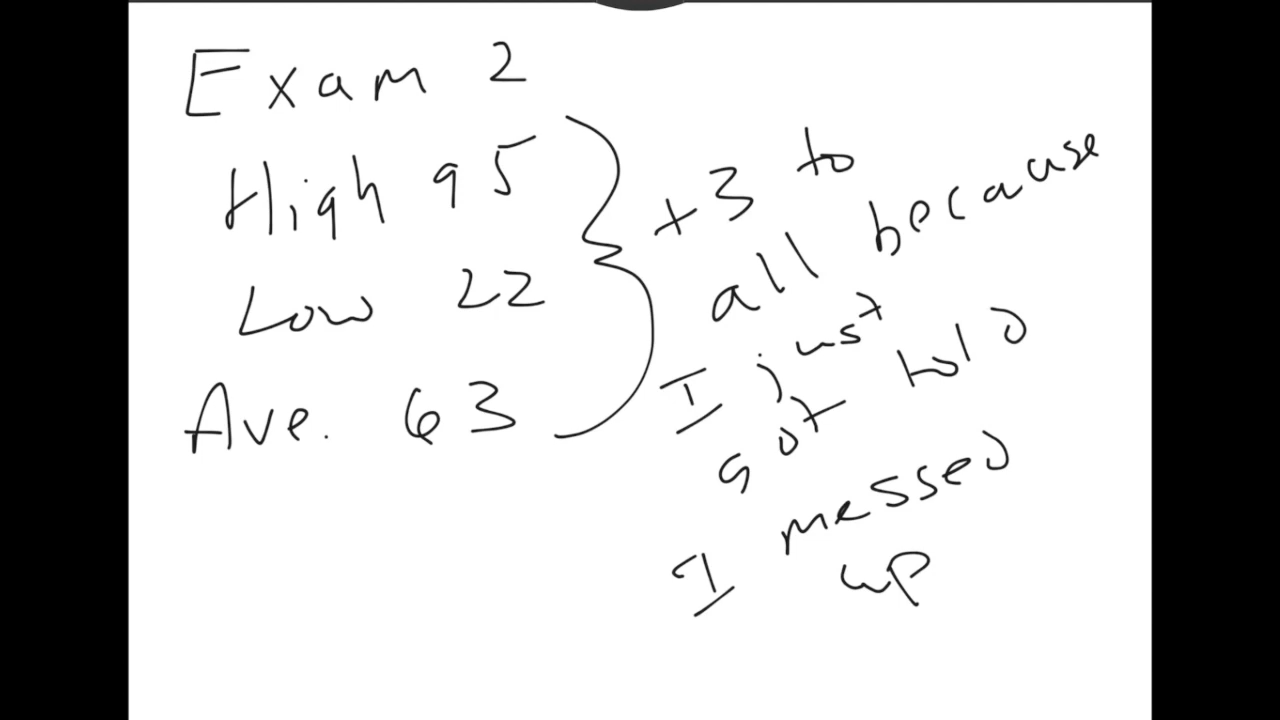 Exam 2
High 95
Low 22
Ave. 63
+3 to
all because
I just
got told
I messed
up